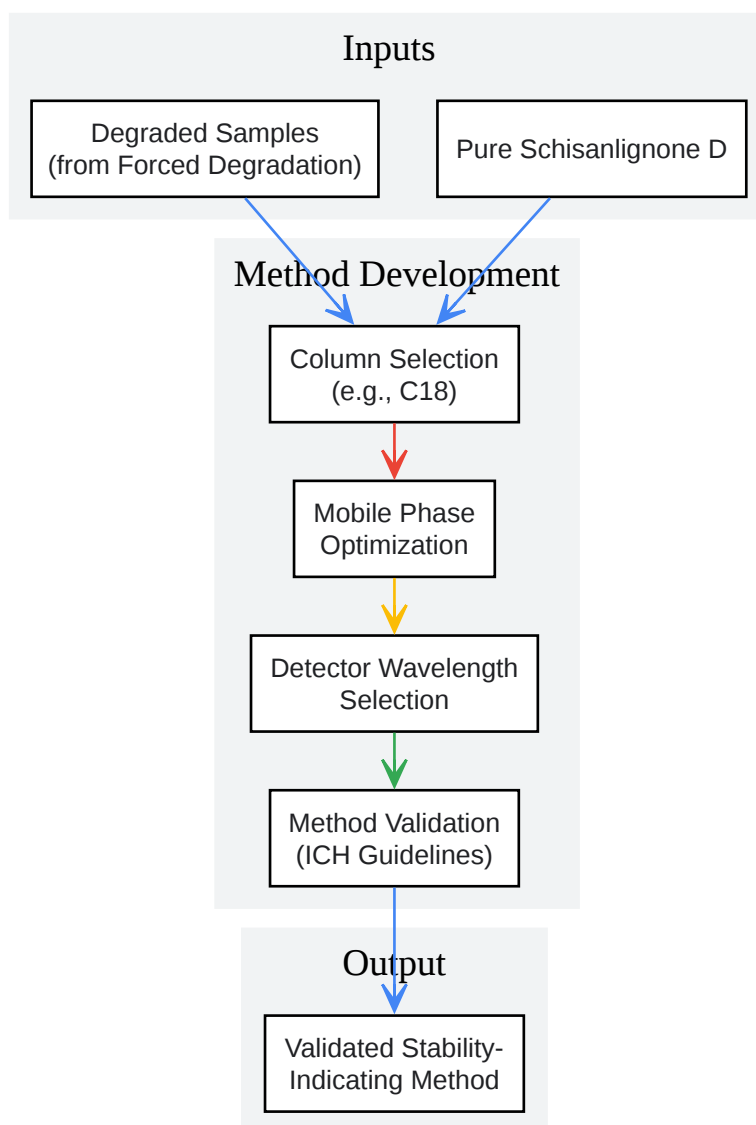 Inputs
Degraded Samples
(from Forced Degradation)
Pure Schisanlignone D
Method Development
Column Selection
(e.g., C18)
Mobile Phase
Optimization
Detector Wavelength
Selection
Method Validation
(ICH Guidelines)
Output
Validated Stability-
Indicating Method